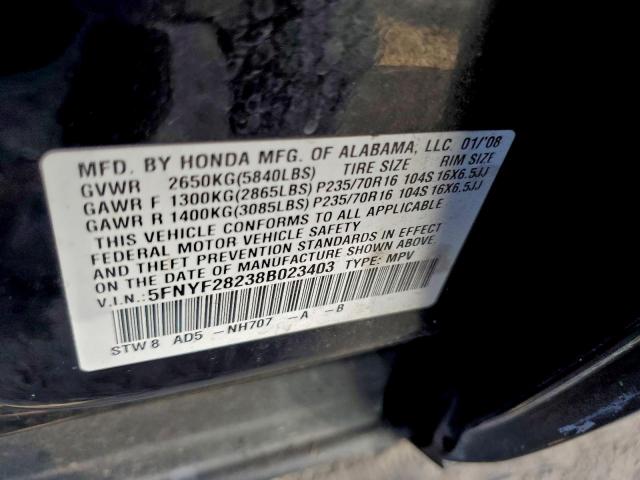 MFD. BY HONDA MFG. OF ALABAMA, LLC 01/'08
GVWR 2650KG(5840LBS) TIRE SIZE RIM SIZE
GAWR F 1300KG(2865LBS) P235/70R16 104S 16X6.5JJ
GAWR R 1400KG(3085LBS) P235/70R16 104S 16X6.5JJ
THIS VEHICLE CONFORMS TO ALL APPLICABLE
FEDERAL MOTOR VEHICLE SAFETY
AND THEFT PREVENTION STANDARDS IN EFFECT
ON THE DATE OF MANUFACTURE SHOWN ABOVE.
V.I.N.: 5FNYF28238B023403 TYPE: MPV
STW8 AD5 -NH707 -A -B